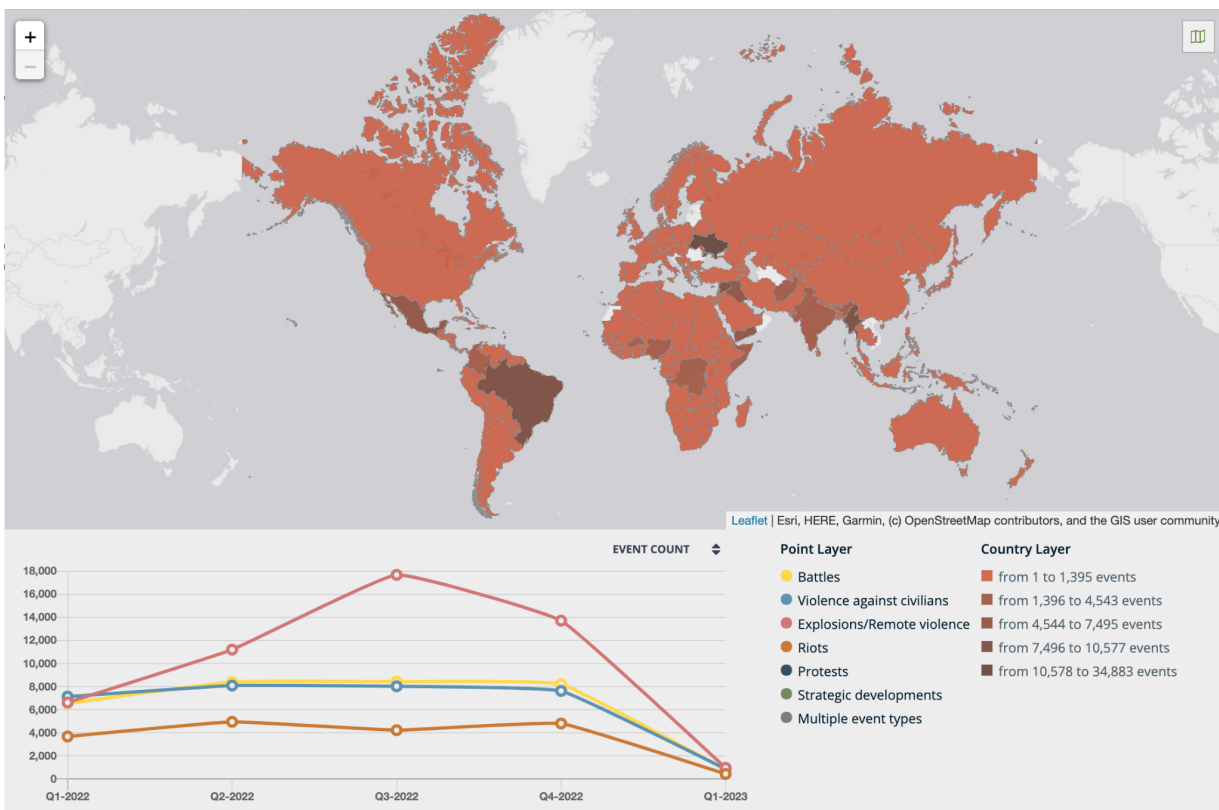 +
−
Leaflet | Esri, HERE, Garmin, (c) OpenStreetMap contributors, and the GIS user community
EVENT COUNT
18,000
16,000
14,000
12,000
10,000
8,000
6,000
4,000
2,000
0
Q1-2022
Q2-2022
Q3-2022
Q4-2022
Q1-2023
Point Layer
Battles
Violence against civilians
Explosions/Remote violence
Riots
Protests
Strategic developments
Multiple event types
Country Layer
from 1 to 1,395 events
from 1,396 to 4,543 events
from 4,544 to 7,495 events
from 7,496 to 10,577 events
from 10,578 to 34,883 events